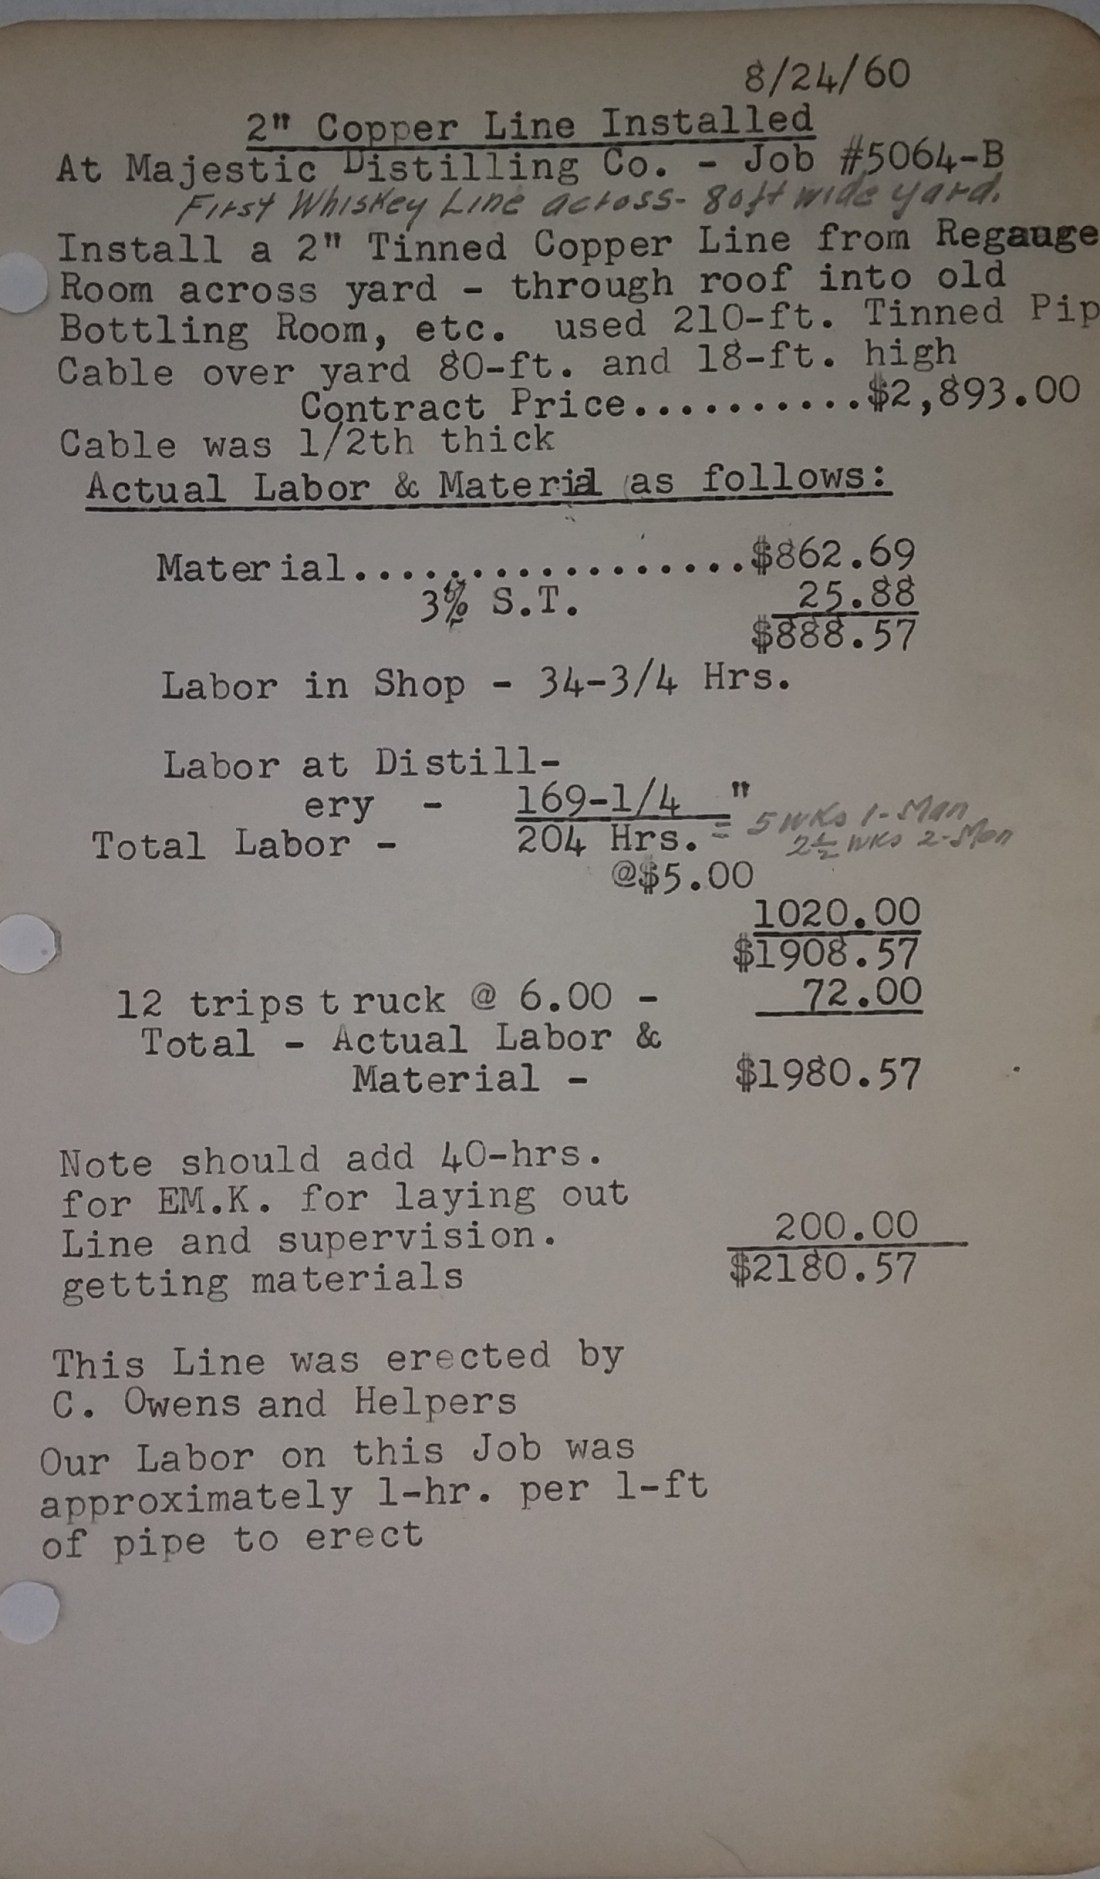 8/24/60
2" Copper Line Installed
At Majestic Distilling Co. - Job #5064-B
First Whiskey Line across- 80ft wide yard.
Install a 2" Tinned Copper Line from Regauge
Room across yard - through roof into old
Bottling Room, etc. used 210-ft. Tinned Pip
Cable over yard 80-ft. and 18-ft. high
Contract Price..........$2,893.00
Cable was 1/2th thick
Actual Labor & Material as follows:
Material.................$862.69
3% S.T. 25.88
$888.57
Labor in Shop - 34-3/4 Hrs.
Labor at Distill-
ery - 169-1/4 "
Total Labor - 204 Hrs. = 5 wks 1-Man
2½ wks 2-Men
@$5.00
1020.00
$1908.57
12 trips truck @ 6.00 - 72.00
Total - Actual Labor &
Material - $1980.57
Note should add 40-hrs.
for EM.K. for laying out
Line and supervision. 200.00
getting materials $2180.57
This Line was erected by
C. Owens and Helpers
Our Labor on this Job was
approximately 1-hr. per 1-ft
of pipe to erect